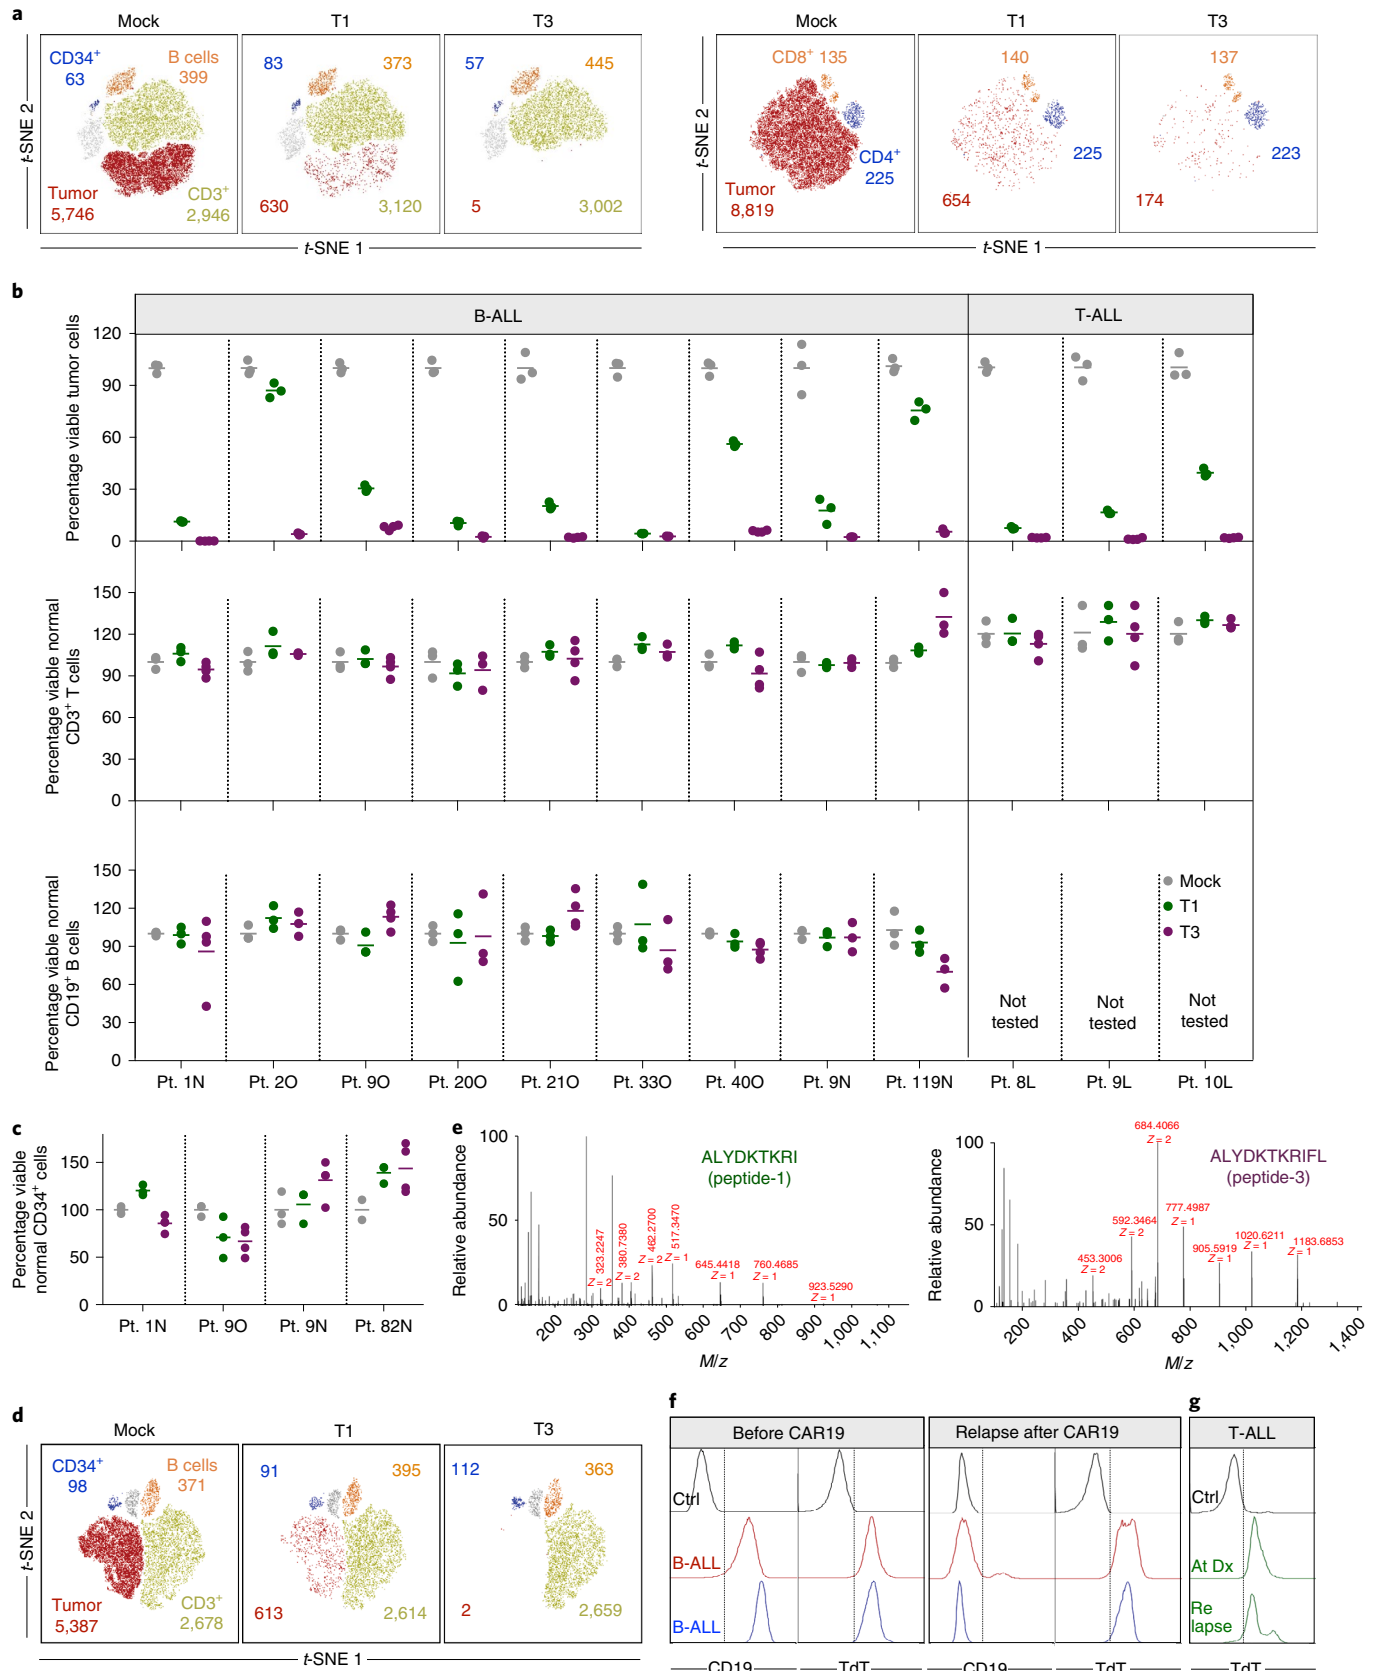 a
Mock
T1
T3
t-SNE 2
CD34+
63
B cells
399
Tumor
5,746
CD3+
2,946
83
373
630
3,120
57
445
5
3,002
t-SNE 1
Mock
T1
T3
t-SNE 2
CD8+ 135
CD4+
225
Tumor
8,819
140
225
654
137
223
174
t-SNE 1
b
B-ALL
T-ALL
Percentage viable tumor cells
120
90
60
30
0
Percentage viable normal
CD3+ T cells
150
120
90
60
30
0
Percentage viable normal
CD19+ B cells
150
120
90
60
30
0
Mock
T1
T3
Not
tested
Not
tested
Not
tested
Pt. 1N
Pt. 2O
Pt. 9O
Pt. 20O
Pt. 21O
Pt. 33O
Pt. 40O
Pt. 9N
Pt. 119N
Pt. 8L
Pt. 9L
Pt. 10L
c
Percentage viable
normal CD34+ cells
150
100
50
0
Pt. 1N
Pt. 9O
Pt. 9N
Pt. 82N
e
Relative abundance
100
50
0
ALYDKTKRI
(peptide-1)
323.2247
Z = 2
380.7380
Z = 2
462.2700
Z = 2
517.3470
Z = 1
645.4418
Z = 1
760.4685
Z = 1
923.5290
Z = 1
200
300
400
500
600
700
800
900
1,000
1,100
M/z
Relative abundance
100
50
0
ALYDKTKRIFL
(peptide-3)
684.4066
Z = 2
592.3464
Z = 2
777.4987
Z = 1
453.3006
Z = 2
905.5919
Z = 1
1020.6211
Z = 1
1183.6853
Z = 1
200
400
600
800
1,000
1,200
1,400
M/z
d
Mock
T1
T3
t-SNE 2
CD34+
98
B cells
371
Tumor
5,387
CD3+
2,678
91
395
613
2,614
112
363
2
2,659
t-SNE 1
f
Before CAR19
Relapse after CAR19
Ctrl
B-ALL
B-ALL
CD19
TdT
CD19
TdT
g
T-ALL
Ctrl
At Dx
Re
lapse
TdT